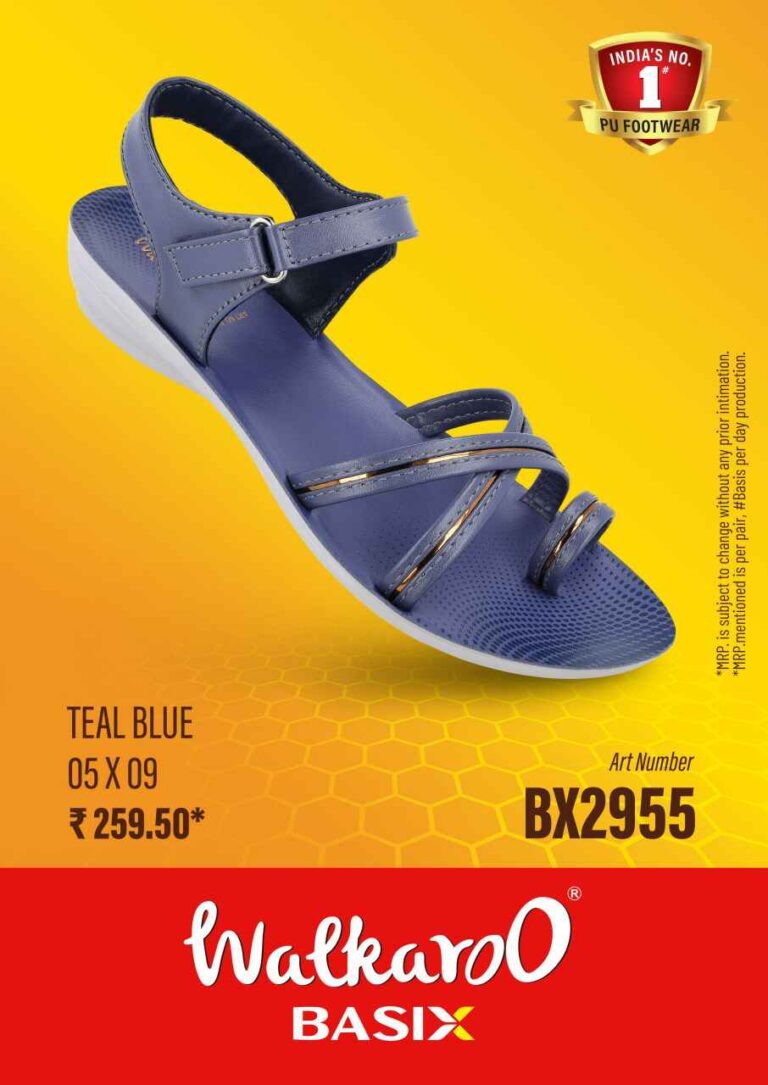 INDIA'S NO.
1#
PU FOOTWEAR
*MRP. is subject to change without any prior intimation.
*MRP.mentioned is per pair, #Basis per day production.
TEAL BLUE
05 X 09
₹ 259.50*
Art Number
BX2955
Walkaroo®
BASIX